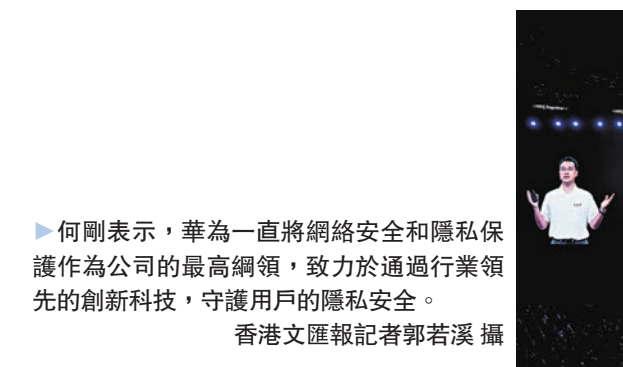 ▶何剛表示，華為一直將網絡安全和隱私保
護作為公司的最高綱領，致力於通過行業領
先的創新科技，守護用戶的隱私安全。
香港文匯報記者郭若溪 攝